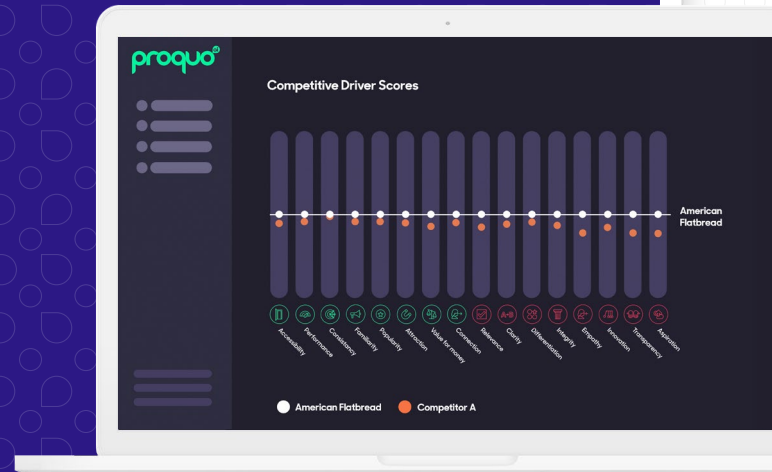 proquo
Competitive Driver Scores
American
Flatbread
Accessibility
Performance
Consistency
Familiarity
Popularity
Attraction
Value for money
Connection
Relevance
Clarity
Differentiation
Integrity
Empathy
Innovation
Transparency
Aspiration
American Flatbread
Competitor A